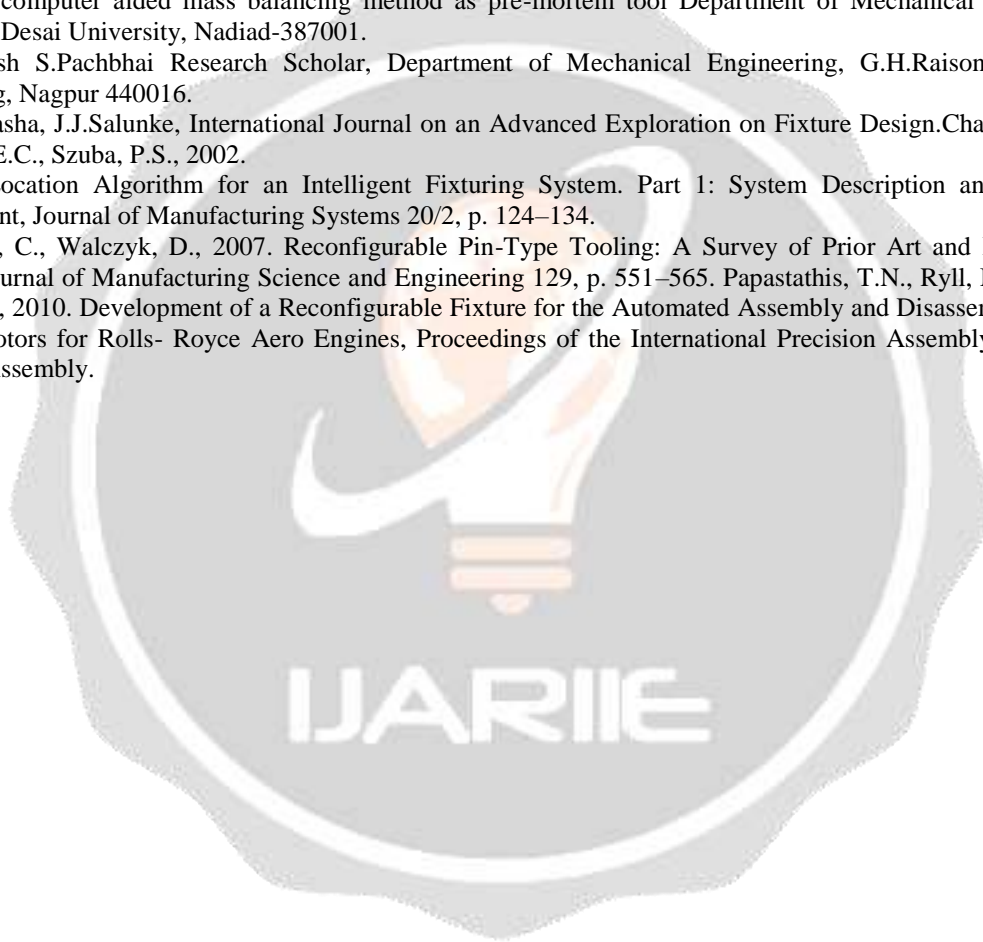 computer aided mass balancing method as pre-mortem tool Department of Mechanical
Desai University, Nadiad-387001.
sh S.Pachbhai Research Scholar, Department of Mechanical Engineering, G.H.Raison
g, Nagpur 440016.
asha, J.J.Salunke, International Journal on an Advanced Exploration on Fixture Design.Cha
E.C., Szuba, P.S., 2002.
ocation Algorithm for an Intelligent Fixturing System. Part 1: System Description an
nt, Journal of Manufacturing Systems 20/2, p. 124–134.
, C., Walczyk, D., 2007. Reconfigurable Pin-Type Tooling: A Survey of Prior Art and
urnal of Manufacturing Science and Engineering 129, p. 551–565. Papastathis, T.N., Ryll,
, 2010. Development of a Reconfigurable Fixture for the Automated Assembly and Disasse
otors for Rolls- Royce Aero Engines, Proceedings of the International Precision Assembly
ssembly.
IJARIIE